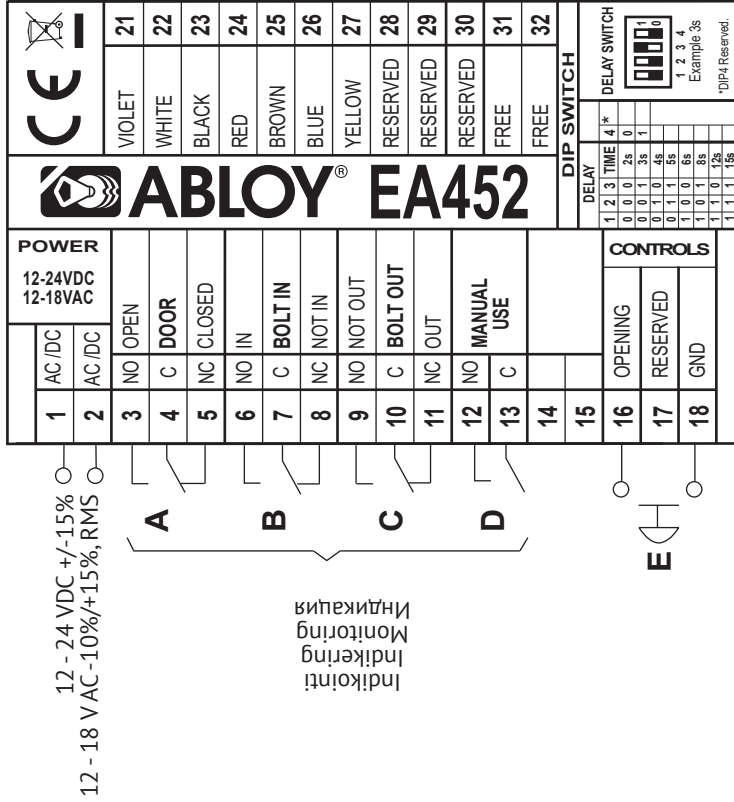 12 - 24 VDC +/-15%
12 - 18 V AC -10%/+15%, RMS
Indikointi
Indikering
Monitoring
Индикация
A
B
C
D
E
POWER
12-24VDC
12-18VAC
1 AC/DC
2 AC/DC
3 NO OPEN
4 C DOOR
5 NC CLOSED
6 NO IN
7 C BOLT IN
8 NC NOT IN
9 NO NOT OUT
10 C BOLT OUT
11 NC OUT
12 NO MANUAL
13 C USE
14
15
CONTROLS
16 OPENING
17 RESERVED
18 GND
ABLOY® EA452
CE
VIOLET 21
WHITE 22
BLACK 23
RED 24
BROWN 25
BLUE 26
YELLOW 27
RESERVED 28
RESERVED 29
RESERVED 30
FREE 31
FREE 32
DIP SWITCH
DELAY
1 2 3 TIME 4 *
0 0 0 2s 0
0 0 1 3s 1
0 1 0 4s
0 1 1 5s
1 0 0 6s
1 0 1 8s
1 1 0 12s
1 1 1 15s
DELAY SWITCH
1
0
1 2 3 4
Example 3s
*DIP4 Reserved.